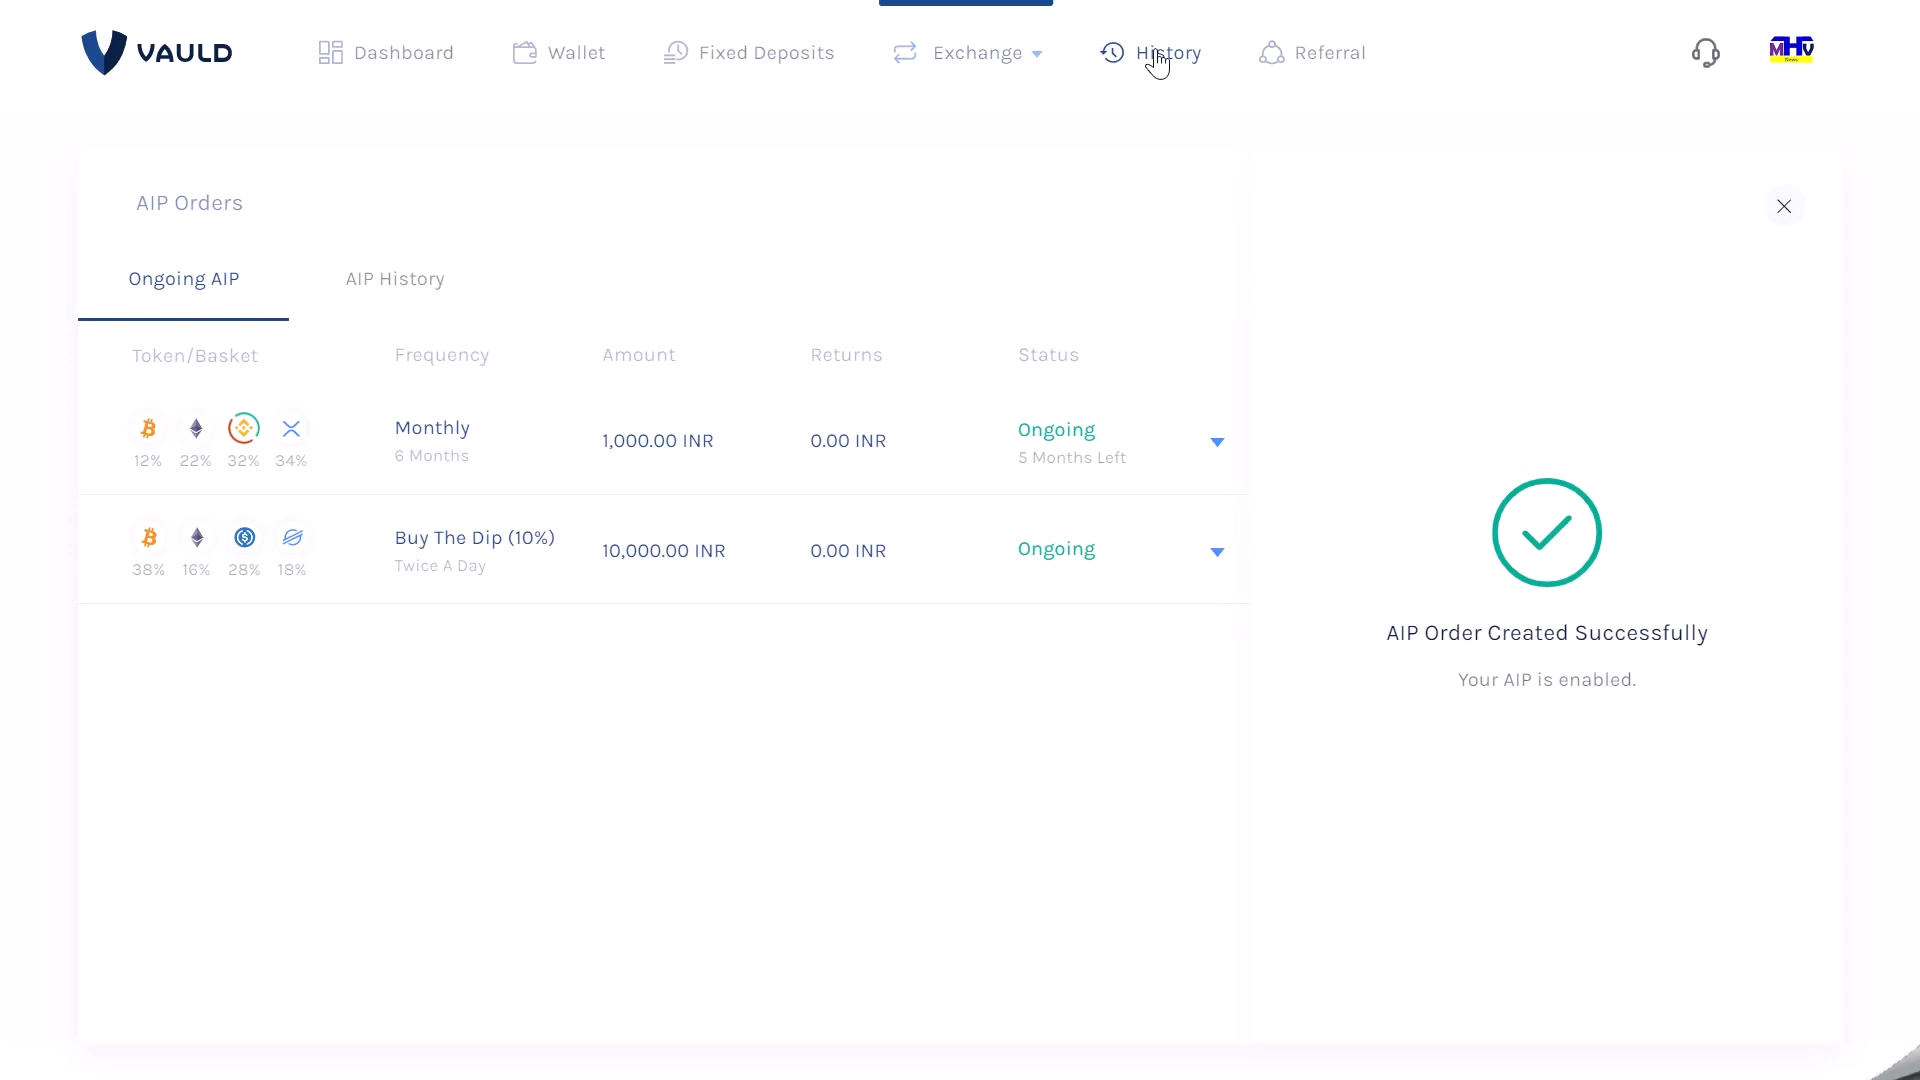 VAULD
Dashboard
Wallet
Fixed Deposits
Exchange
History
Referral
MHV
News
AIP Orders
Ongoing AIP
AIP History
Token/Basket
Frequency
Amount
Returns
Status
12%
22%
32%
34%
Monthly
6 Months
1,000.00 INR
0.00 INR
Ongoing
5 Months Left
38%
16%
28%
18%
Buy The Dip (10%)
Twice A Day
10,000.00 INR
0.00 INR
Ongoing
AIP Order Created Successfully
Your AIP is enabled.